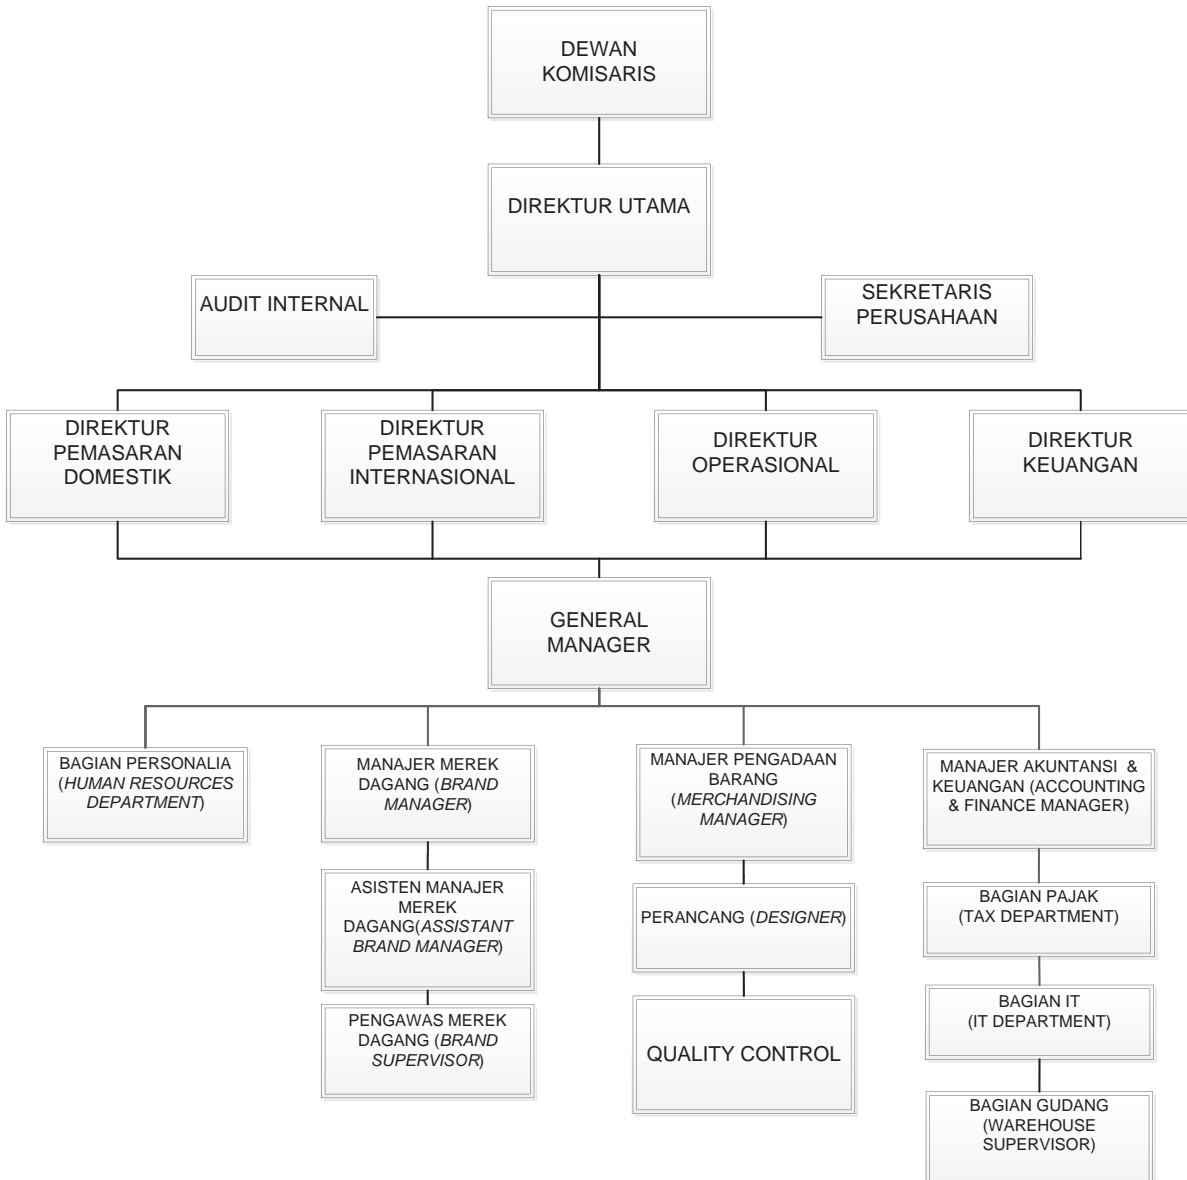 DEWAN
KOMISARIS
DIREKTUR UTAMA
AUDIT INTERNAL
SEKRETARIS
PERUSAHAAN
DIREKTUR
PEMASARAN
DOMESTIK
DIREKTUR
PEMASARAN
INTERNASIONAL
DIREKTUR
OPERASIONAL
DIREKTUR
KEUANGAN
GENERAL
MANAGER
BAGIAN PERSONALIA
(HUMAN RESOURCES
DEPARTMENT)
MANAJER MEREK
DAGANG (BRAND
MANAGER)
MANAJER PENGADAAN
BARANG
(MERCHANDISING
MANAGER)
MANAJER AKUNTANSI &
KEUANGAN (ACCOUNTING
& FINANCE MANAGER)
ASISTEN MANAJER
MEREK
DAGANG(ASSISTANT
BRAND MANAGER)
PERANCANG (DESIGNER)
BAGIAN PAJAK
(TAX DEPARTMENT)
PENGAWAS MEREK
DAGANG (BRAND
SUPERVISOR)
QUALITY CONTROL
BAGIAN IT
(IT DEPARTMENT)
BAGIAN GUDANG
(WAREHOUSE
SUPERVISOR)